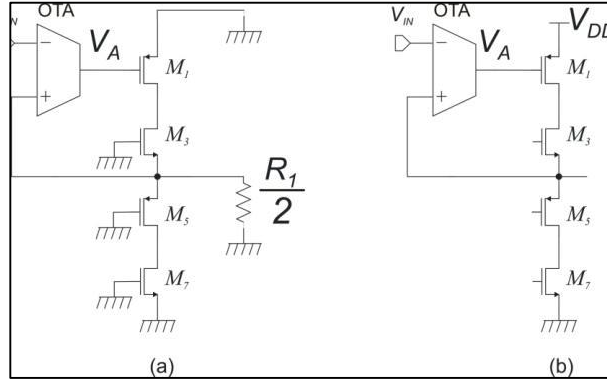 OTA
V_A
M_1
M_3
R_1
2
M_5
M_7
(a)
V_IN
OTA
V_A
V_DD
M_1
M_3
M_5
M_7
(b)